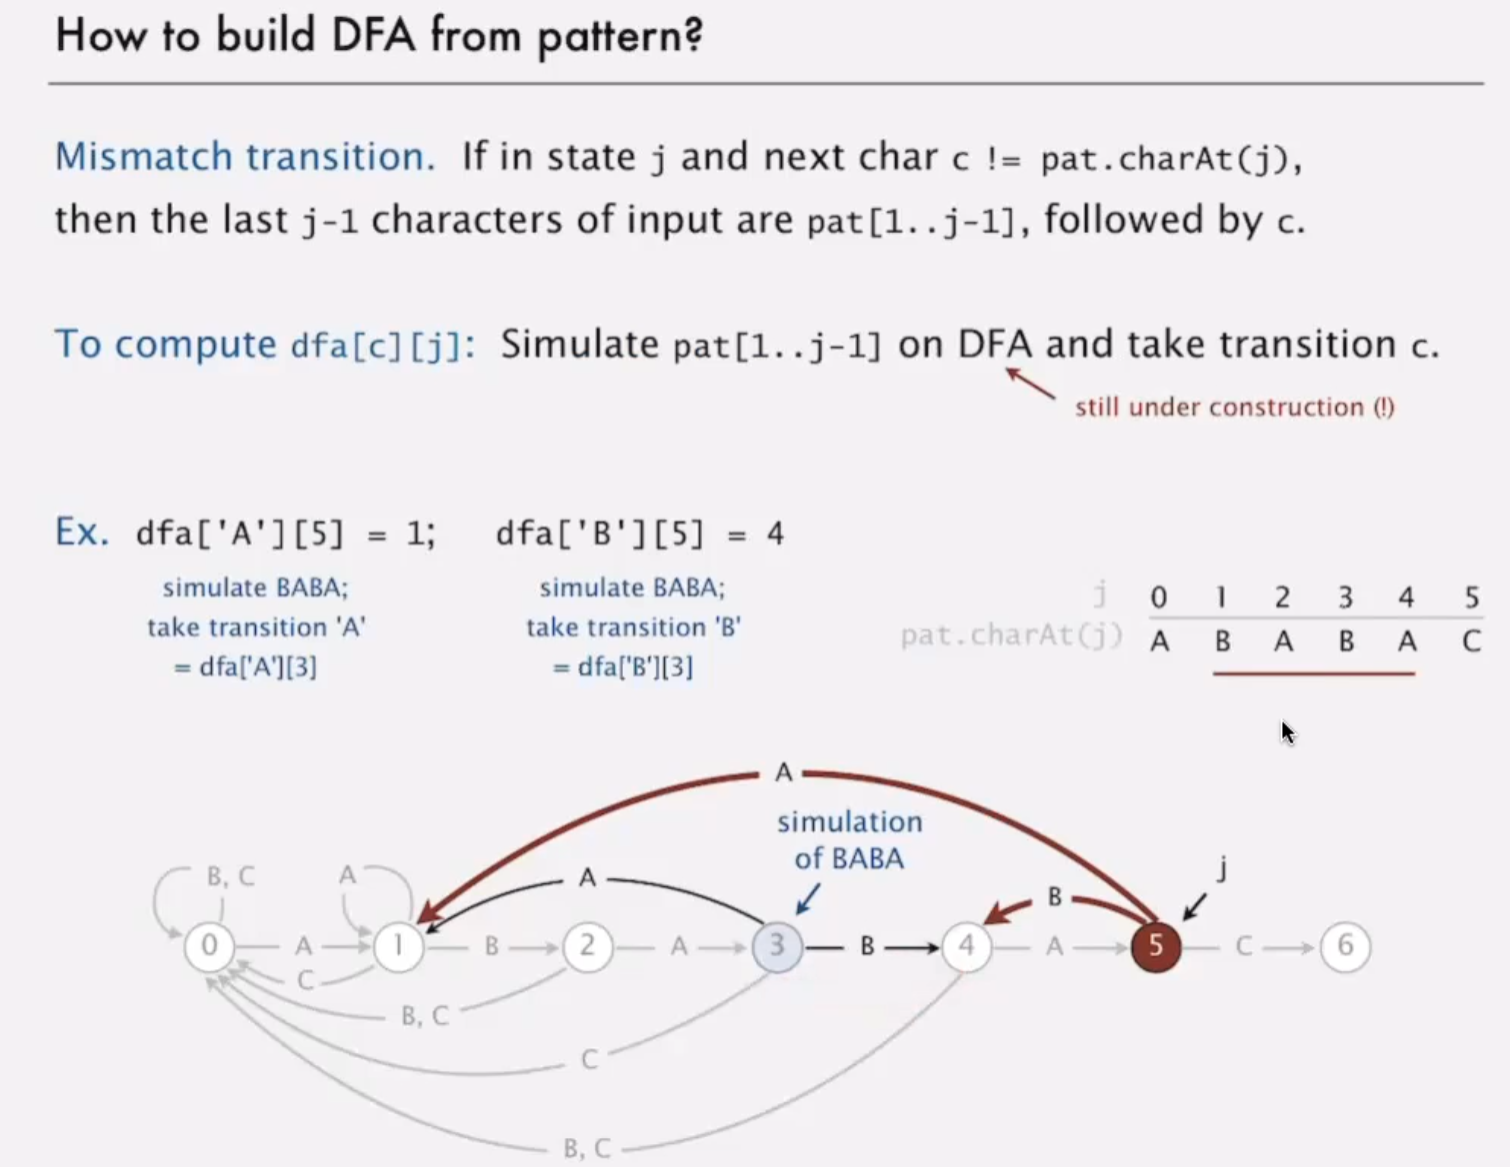 How to build DFA from pattern?
Mismatch transition. If in state j and next char c != pat.charAt(j),
then the last j-1 characters of input are pat[1..j-1], followed by c.
To compute dfa[c][j]: Simulate pat[1..j-1] on DFA and take transition c.
still under construction (!)
Ex. dfa['A'][5] = 1; dfa['B'][5] = 4
simulate BABA; simulate BABA;
take transition 'A' take transition 'B'
= dfa['A'][3] = dfa['B'][3]
j 0 1 2 3 4 5
pat.charAt(j) A B A B A C
A
simulation
of BABA
j
B, C A A B
0 A 1 B 2 A 3 B 4 A 5 C 6
C
B, C
C
B, C